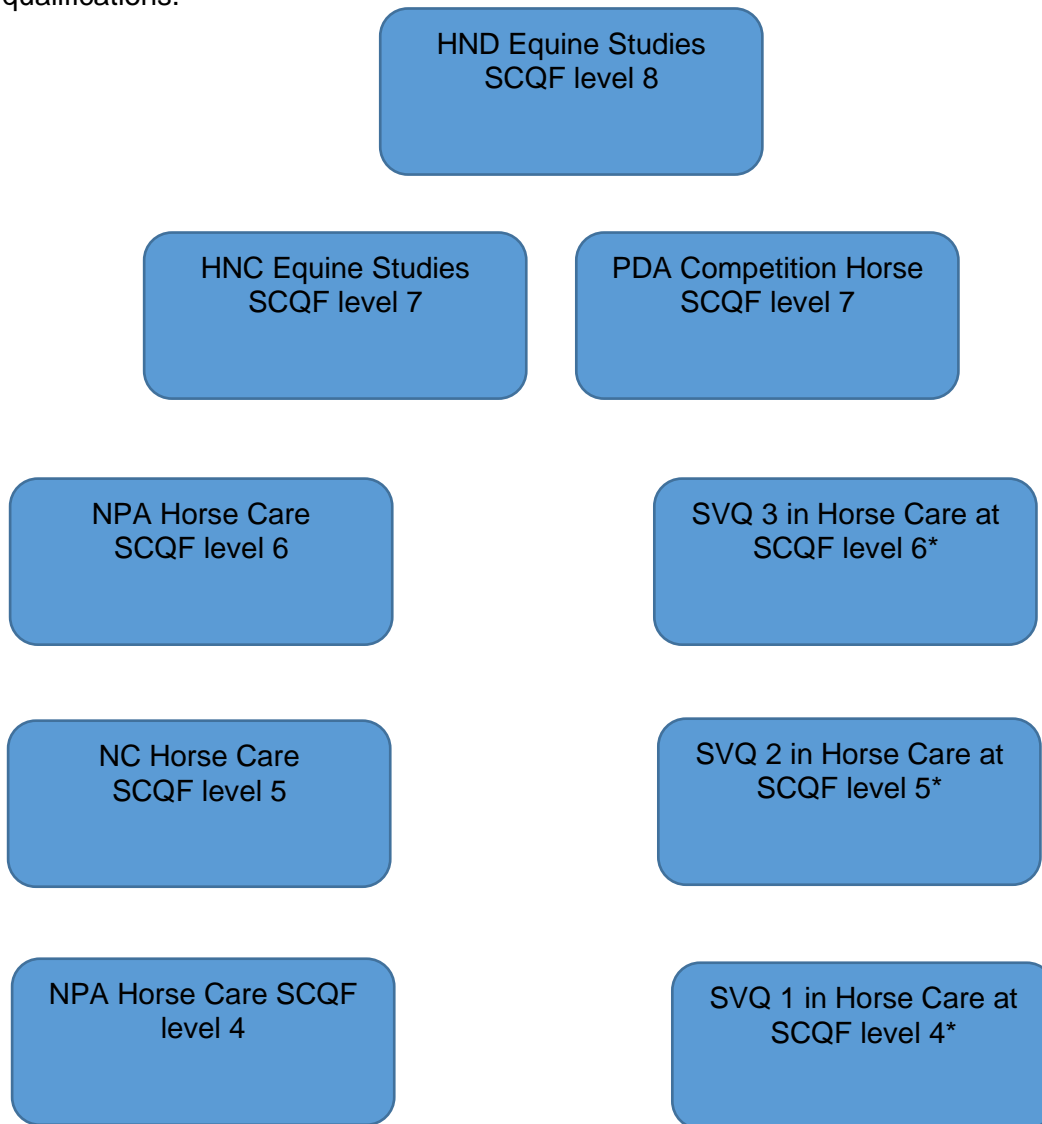 qualifications.
HND Equine Studies
SCQF level 8
HNC Equine Studies
SCQF level 7
PDA Competition Horse
SCQF level 7
NPA Horse Care
SCQF level 6
SVQ 3 in Horse Care at
SCQF level 6*
NC Horse Care
SCQF level 5
SVQ 2 in Horse Care at
SCQF level 5*
NPA Horse Care SCQF
level 4
SVQ 1 in Horse Care at
SCQF level 4*